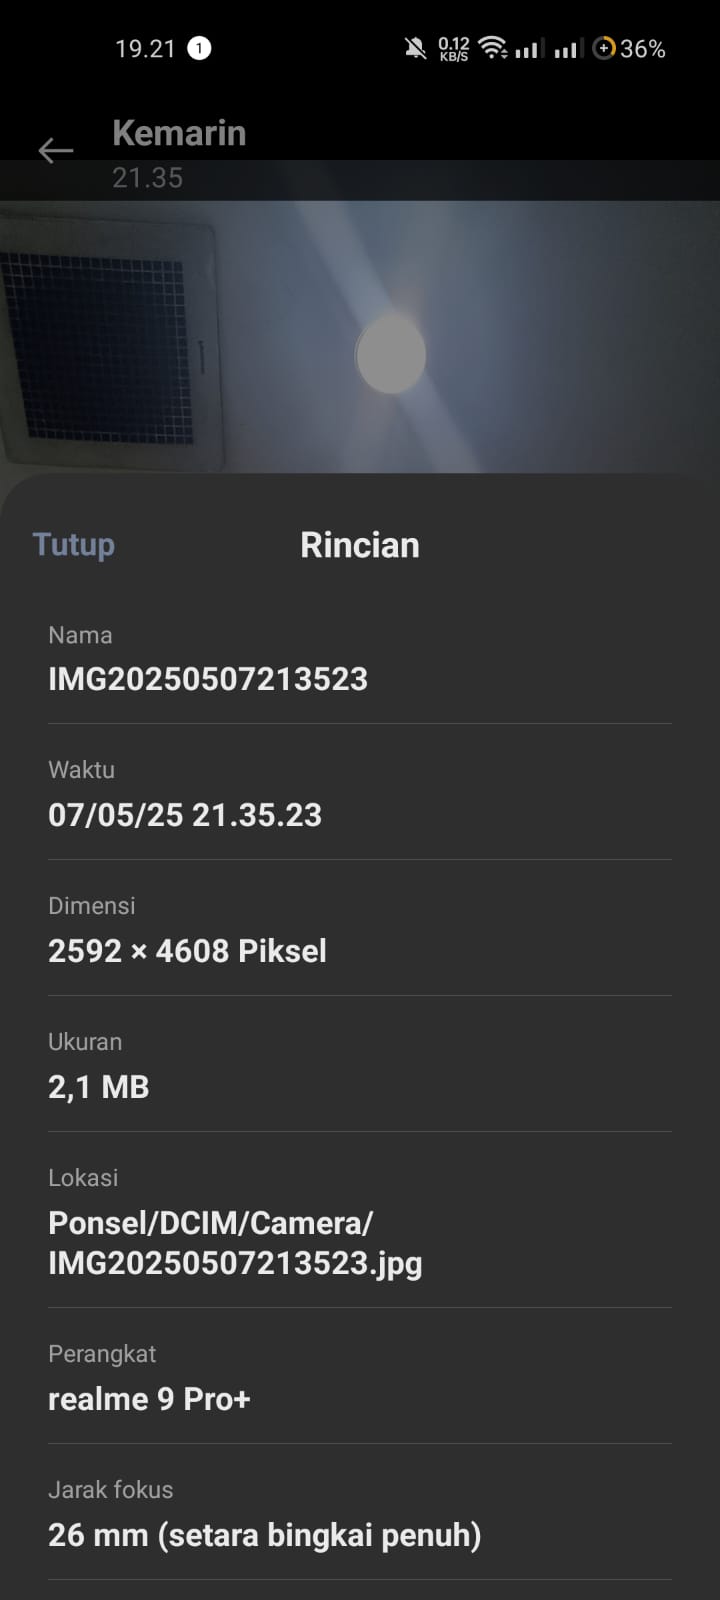 19.21 1 0.12 KB/S 36%
Kemarin
21.35
Tutup Rincian
Nama
IMG20250507213523
Waktu
07/05/25 21.35.23
Dimensi
2592 × 4608 Piksel
Ukuran
2,1 MB
Lokasi
Ponsel/DCIM/Camera/
IMG20250507213523.jpg
Perangkat
realme 9 Pro+
Jarak fokus
26 mm (setara bingkai penuh)